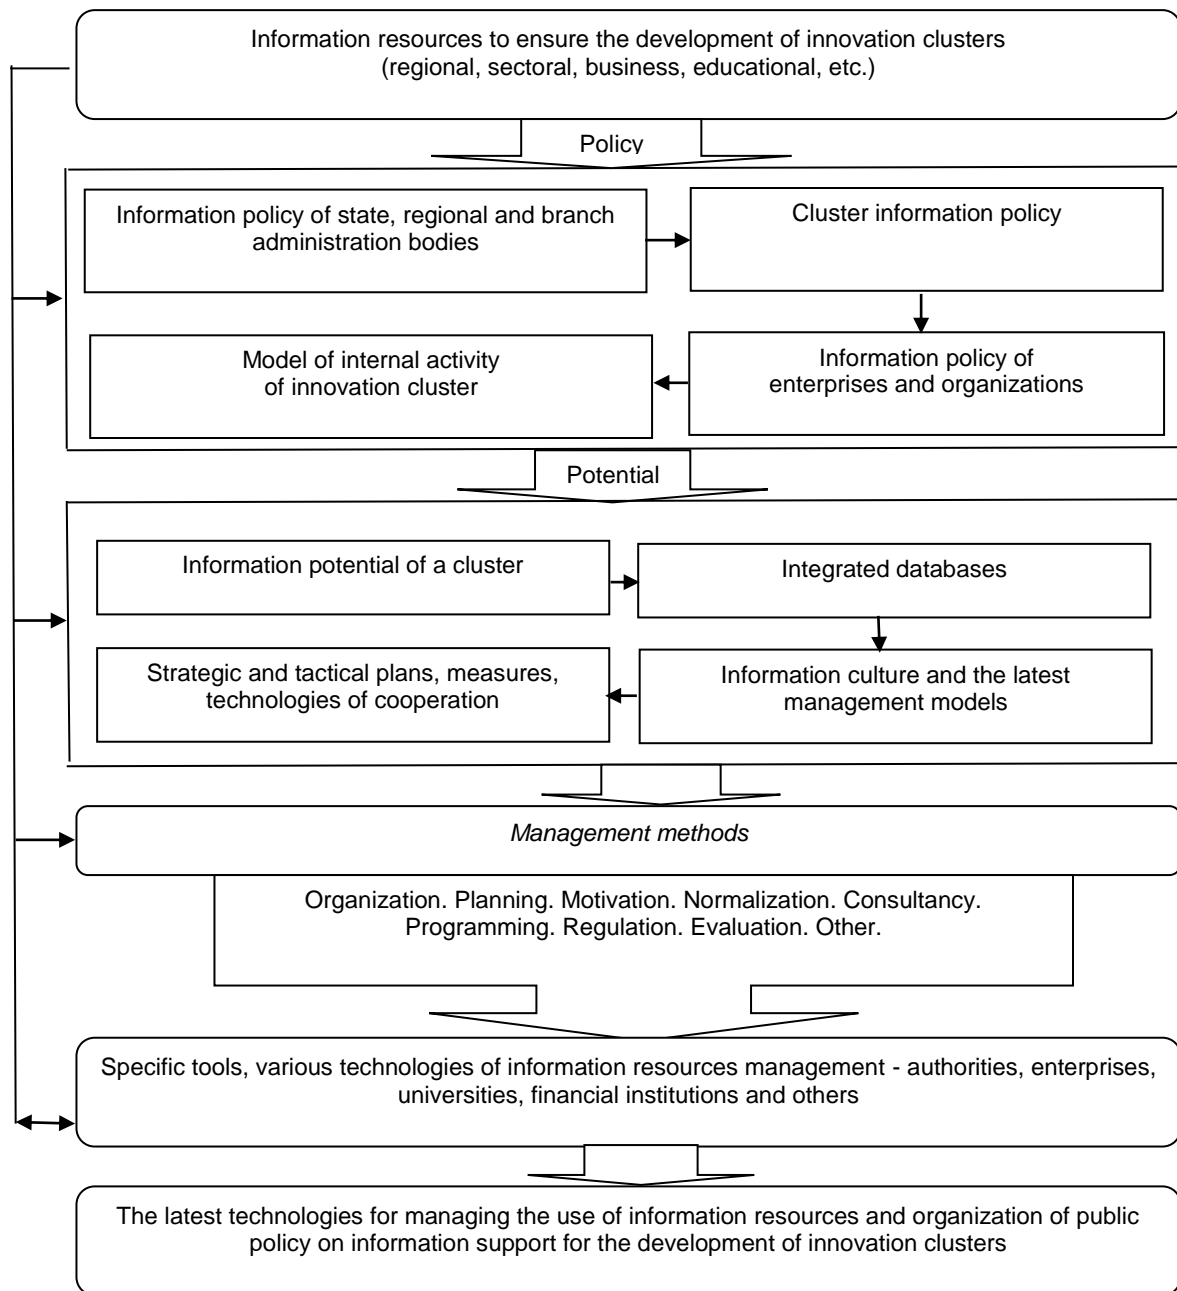 Information resources to ensure the development of innovation clusters
(regional, sectoral, business, educational, etc.)
Policy
Information policy of state, regional and branch
administration bodies
Cluster information policy
Model of internal activity
of innovation cluster
Information policy of
enterprises and organizations
Potential
Information potential of a cluster
Integrated databases
Strategic and tactical plans, measures,
technologies of cooperation
Information culture and the latest
management models
Management methods
Organization. Planning. Motivation. Normalization. Consultancy.
Programming. Regulation. Evaluation. Other.
Specific tools, various technologies of information resources management - authorities, enterprises,
universities, financial institutions and others
The latest technologies for managing the use of information resources and organization of public
policy on information support for the development of innovation clusters